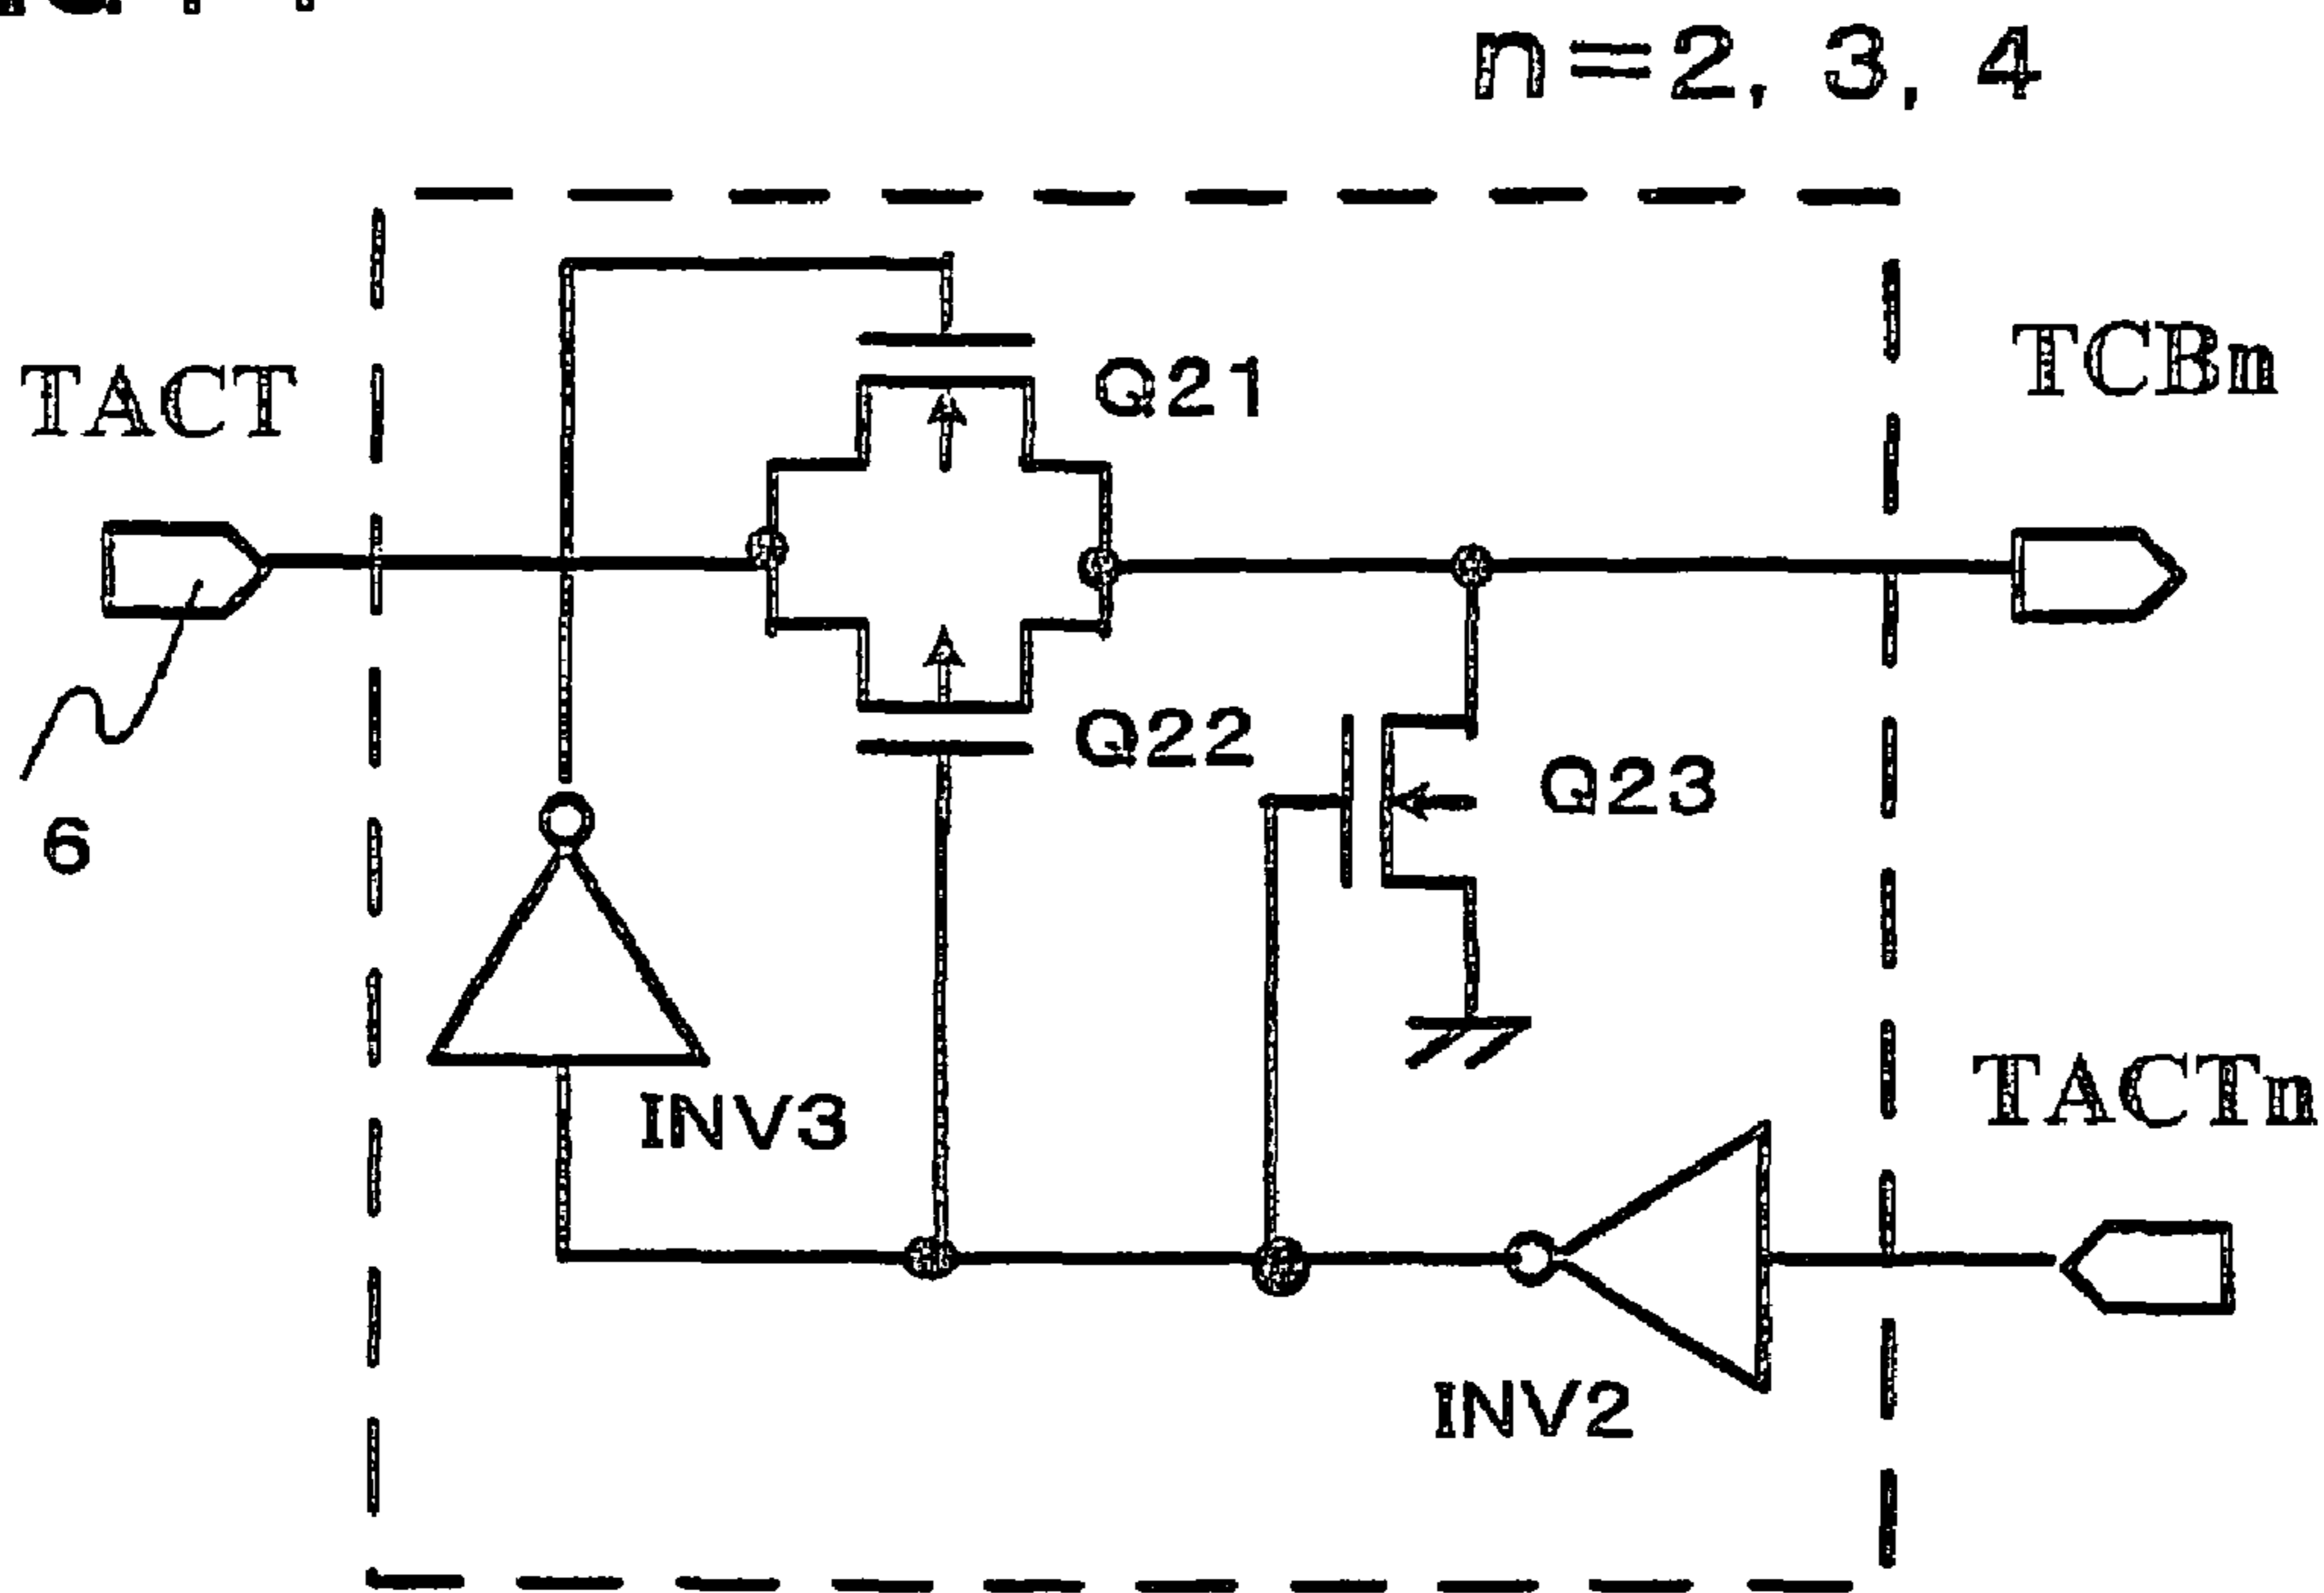 n=2, 3, 4
TACT
Q21
TCBn
Q22
Q23
6
INV3
TACTn
INV2